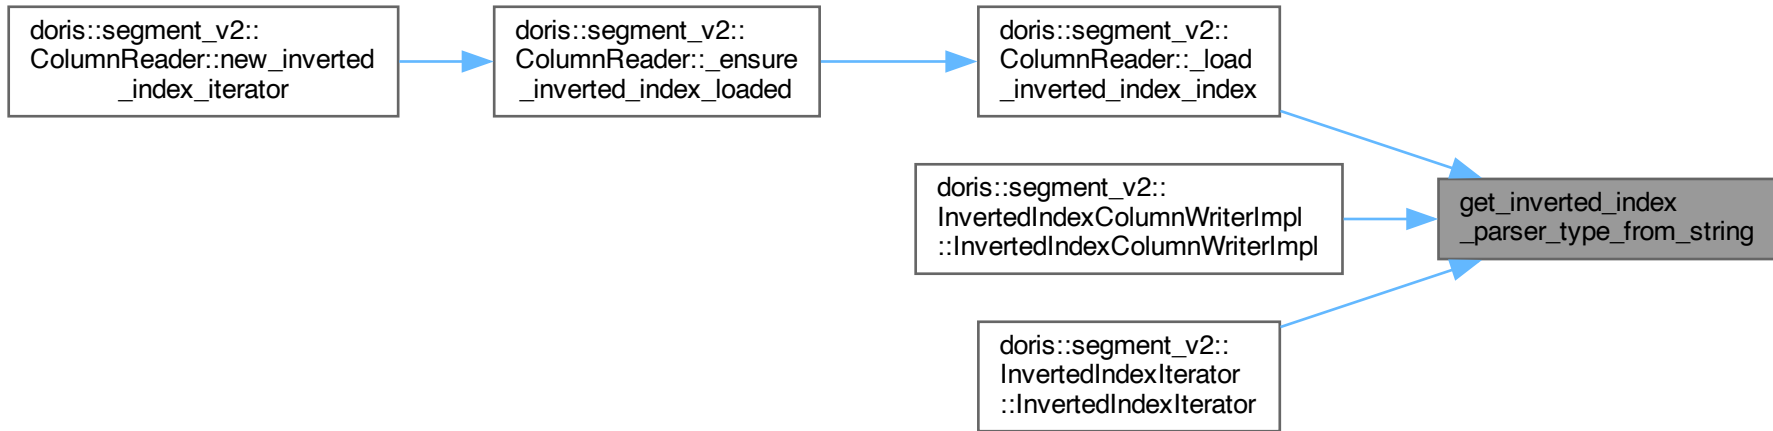 doris::segment_v2::
ColumnReader::new_inverted
_index_iterator
doris::segment_v2::
ColumnReader::_ensure
_inverted_index_loaded
doris::segment_v2::
ColumnReader::_load
_inverted_index_index
doris::segment_v2::
InvertedIndexColumnWriterImpl
::InvertedIndexColumnWriterImpl
get_inverted_index
_parser_type_from_string
doris::segment_v2::
InvertedIndexIterator
::InvertedIndexIterator